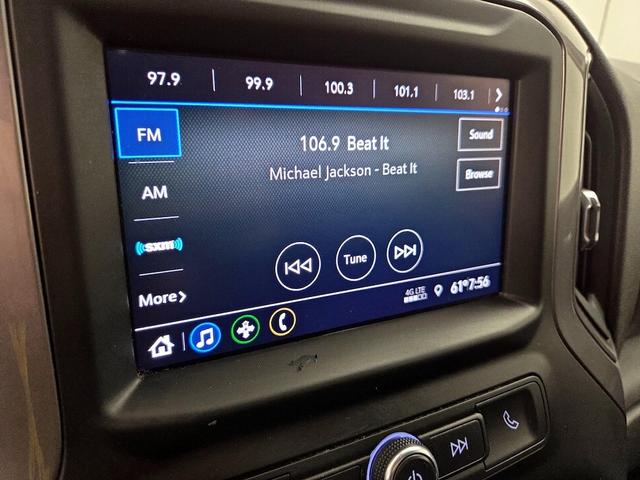 97.9 99.9 100.3 101.1 103.1
FM
106.9 Beat It
Sound
Michael Jackson - Beat It
Browse
AM
sxm
Tune
More
4G LTE
61° 7:56